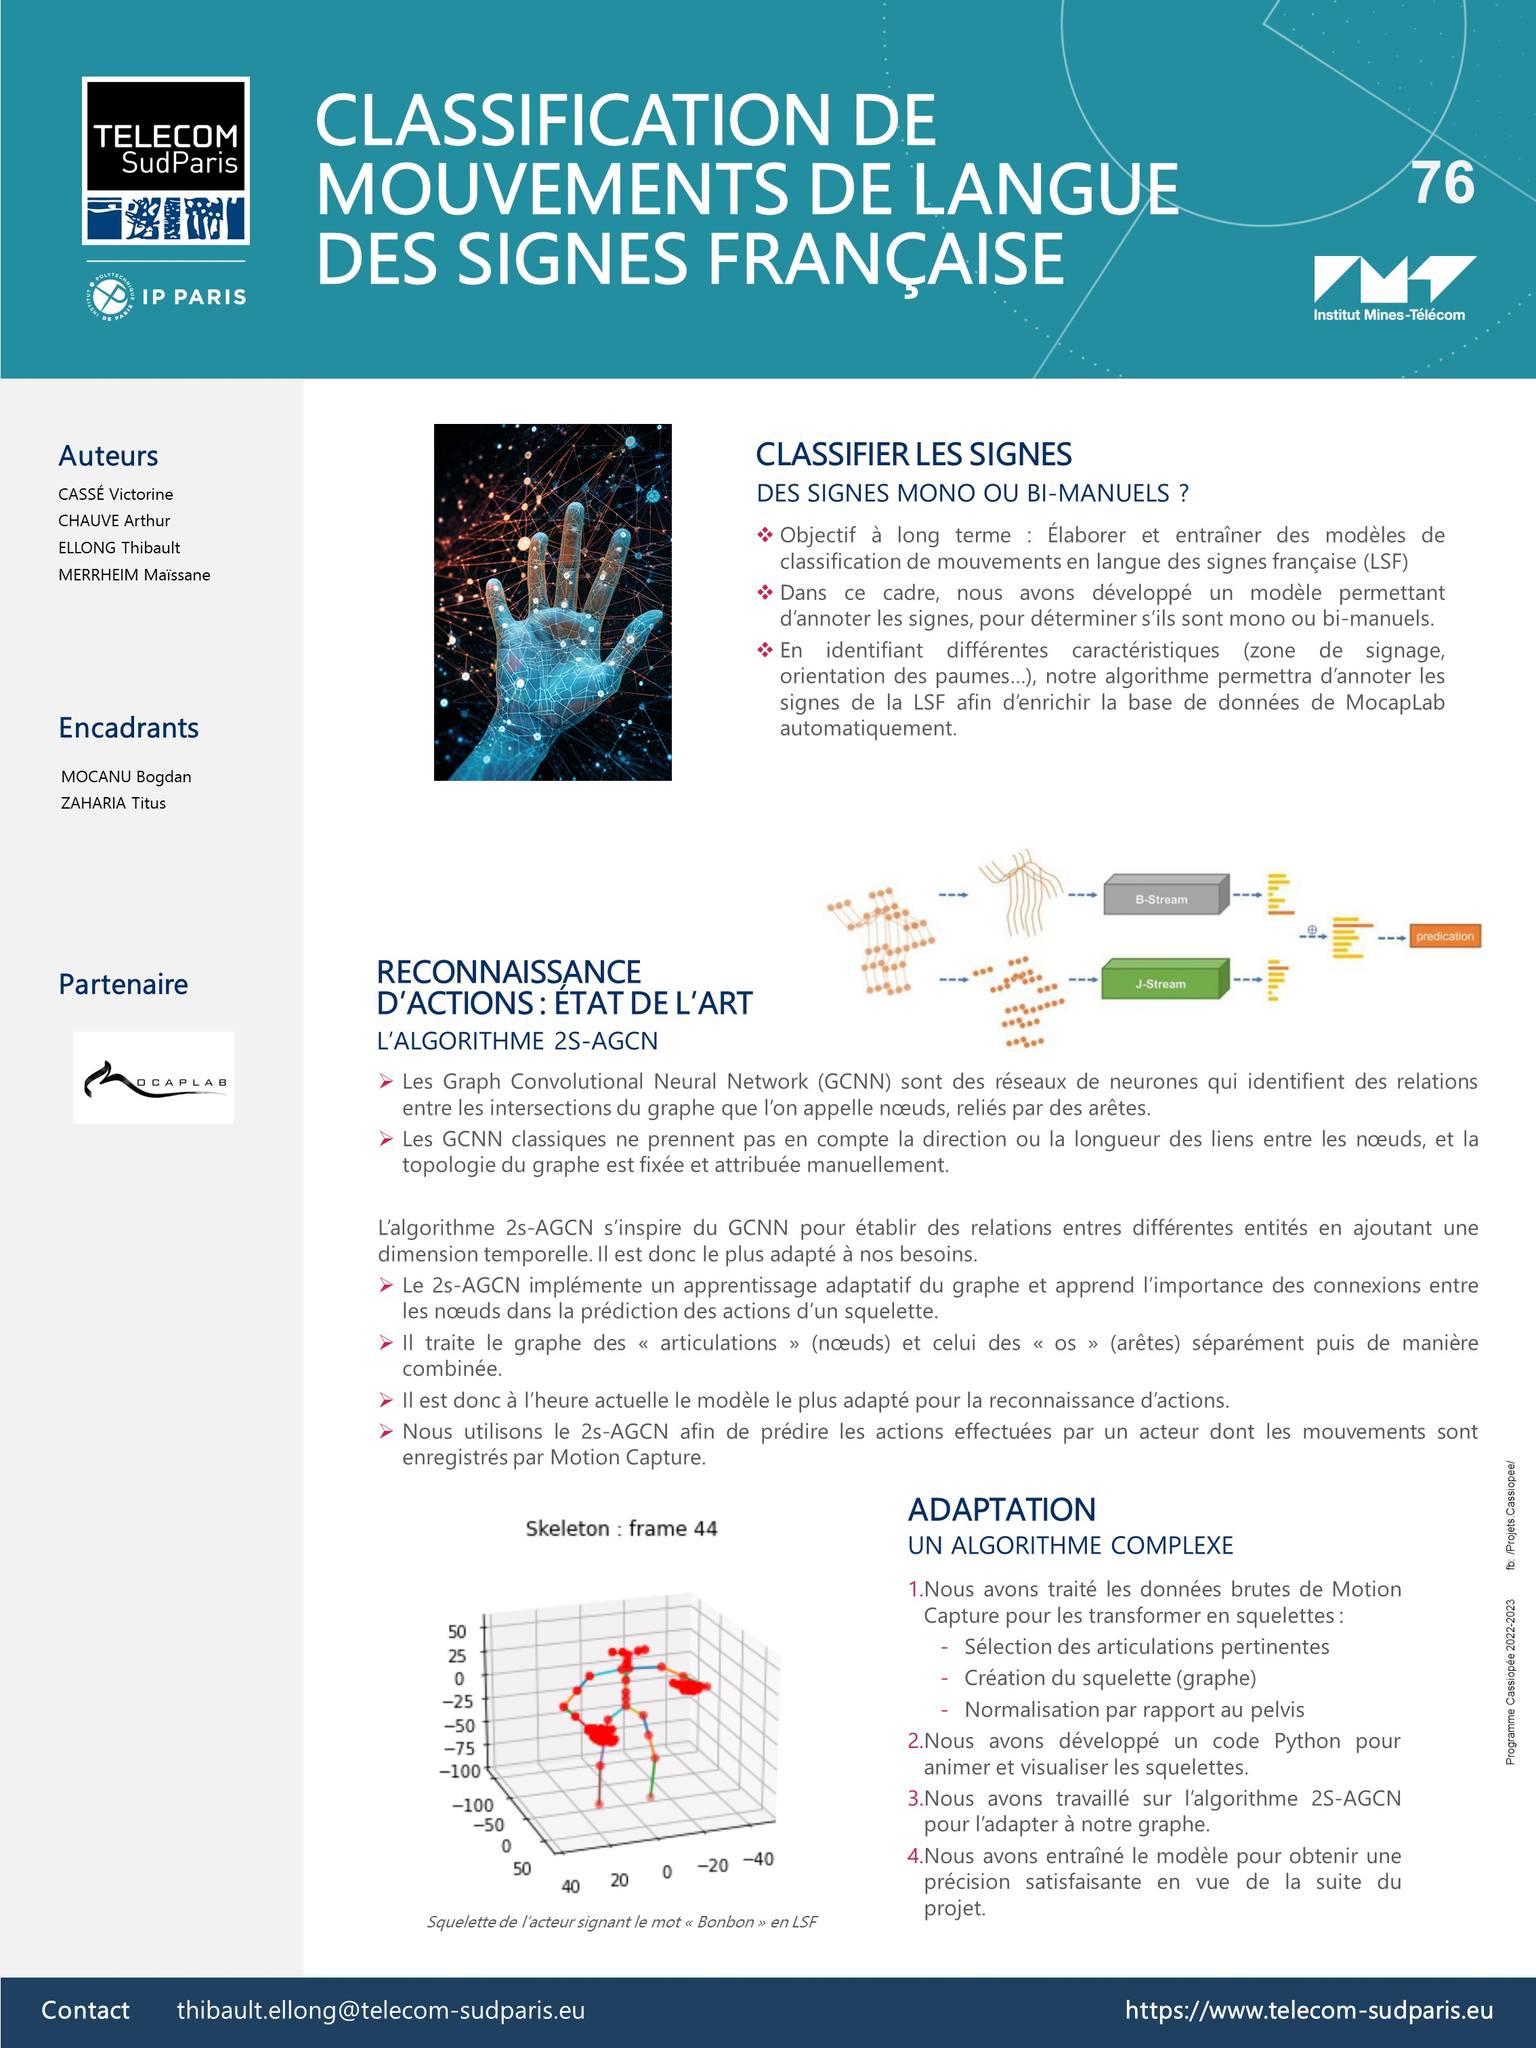 TELECOM
SudParis
INSTITUT POLYTECHNIQUE DE PARIS
IP PARIS
CLASSIFICATION DE
MOUVEMENTS DE LANGUE
DES SIGNES FRANÇAISE
76
Institut Mines-Télécom
Auteurs
CASSÉ Victorine
CHAUVE Arthur
ELLONG Thibault
MERRHEIM Maïssane
Encadrants
MOCANU Bogdan
ZAHARIA Titus
Partenaire
MOCAPLAB
CLASSIFIER LES SIGNES
DES SIGNES MONO OU BI-MANUELS ?
❖ Objectif à long terme : Élaborer et entraîner des modèles de
classification de mouvements en langue des signes française (LSF)
❖ Dans ce cadre, nous avons développé un modèle permettant
d’annoter les signes, pour déterminer s’ils sont mono ou bi-manuels.
❖ En identifiant différentes caractéristiques (zone de signage,
orientation des paumes…), notre algorithme permettra d’annoter les
signes de la LSF afin d’enrichir la base de données de MocapLab
automatiquement.
B-Stream
J-Stream
predication
RECONNAISSANCE
D’ACTIONS : ÉTAT DE L’ART
L’ALGORITHME 2S-AGCN
➢ Les Graph Convolutional Neural Network (GCNN) sont des réseaux de neurones qui identifient des relations
entre les intersections du graphe que l’on appelle nœuds, reliés par des arêtes.
➢ Les GCNN classiques ne prennent pas en compte la direction ou la longueur des liens entre les nœuds, et la
topologie du graphe est fixée et attribuée manuellement.
L’algorithme 2s-AGCN s’inspire du GCNN pour établir des relations entres différentes entités en ajoutant une
dimension temporelle. Il est donc le plus adapté à nos besoins.
➢ Le 2s-AGCN implémente un apprentissage adaptatif du graphe et apprend l’importance des connexions entre
les nœuds dans la prédiction des actions d’un squelette.
➢ Il traite le graphe des « articulations » (nœuds) et celui des « os » (arêtes) séparément puis de manière
combinée.
➢ Il est donc à l’heure actuelle le modèle le plus adapté pour la reconnaissance d’actions.
➢ Nous utilisons le 2s-AGCN afin de prédire les actions effectuées par un acteur dont les mouvements sont
enregistrés par Motion Capture.
Skeleton : frame 44
50
25
0
−25
−50
−75
−100
−100
−50
0
50
40
20
0
−20
−40
Squelette de l’acteur signant le mot « Bonbon » en LSF
ADAPTATION
UN ALGORITHME COMPLEXE
1.Nous avons traité les données brutes de Motion
Capture pour les transformer en squelettes :
- Sélection des articulations pertinentes
- Création du squelette (graphe)
- Normalisation par rapport au pelvis
2.Nous avons développé un code Python pour
animer et visualiser les squelettes.
3.Nous avons travaillé sur l’algorithme 2S-AGCN
pour l’adapter à notre graphe.
4.Nous avons entraîné le modèle pour obtenir une
précision satisfaisante en vue de la suite du
projet.
Programme Cassiopée 2022-2023 fb: /Projets.Cassiopee/
Contact thibault.ellong@telecom-sudparis.eu
https://www.telecom-sudparis.eu